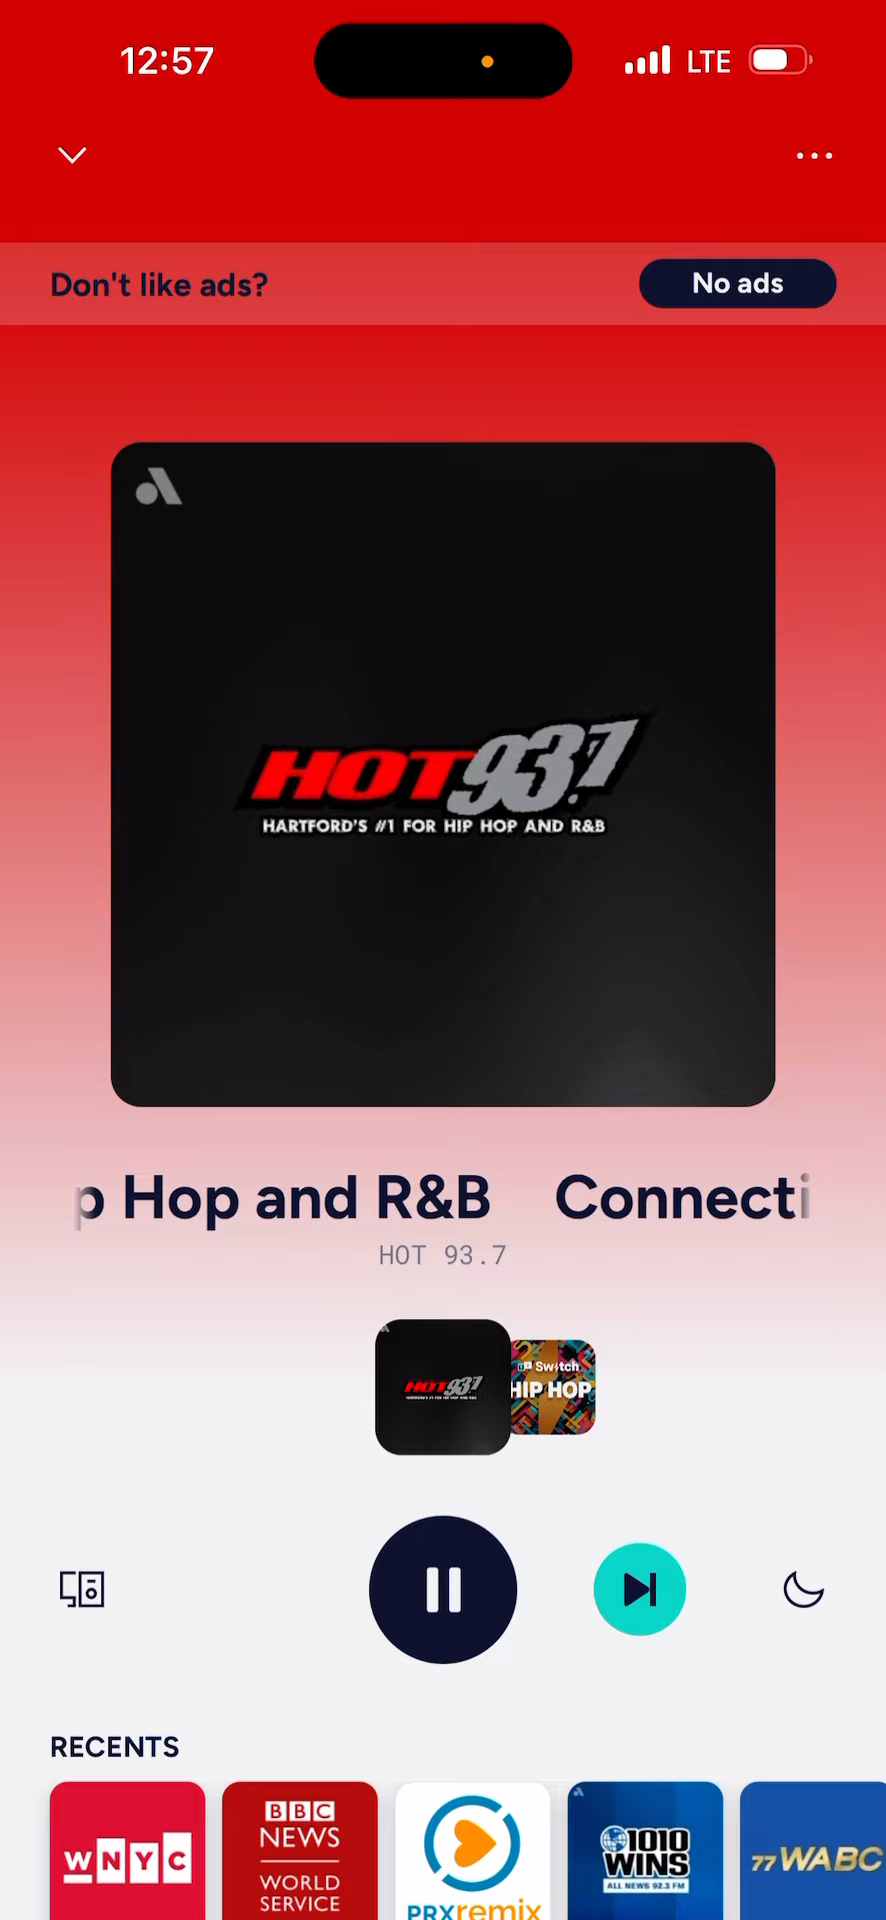 12:57
LTE
Don't like ads?
No ads
HOT 93.7
HARTFORD'S #1 FOR HIP HOP AND R&B
p Hop and R&B Connecti
HOT 93.7
HOT 93.7
Switch
HIP HOP
RECENTS
WNYC
BBC
NEWS
WORLD
SERVICE
PRXremix
1010
WINS
ALL NEWS 92.3 FM
77WABC